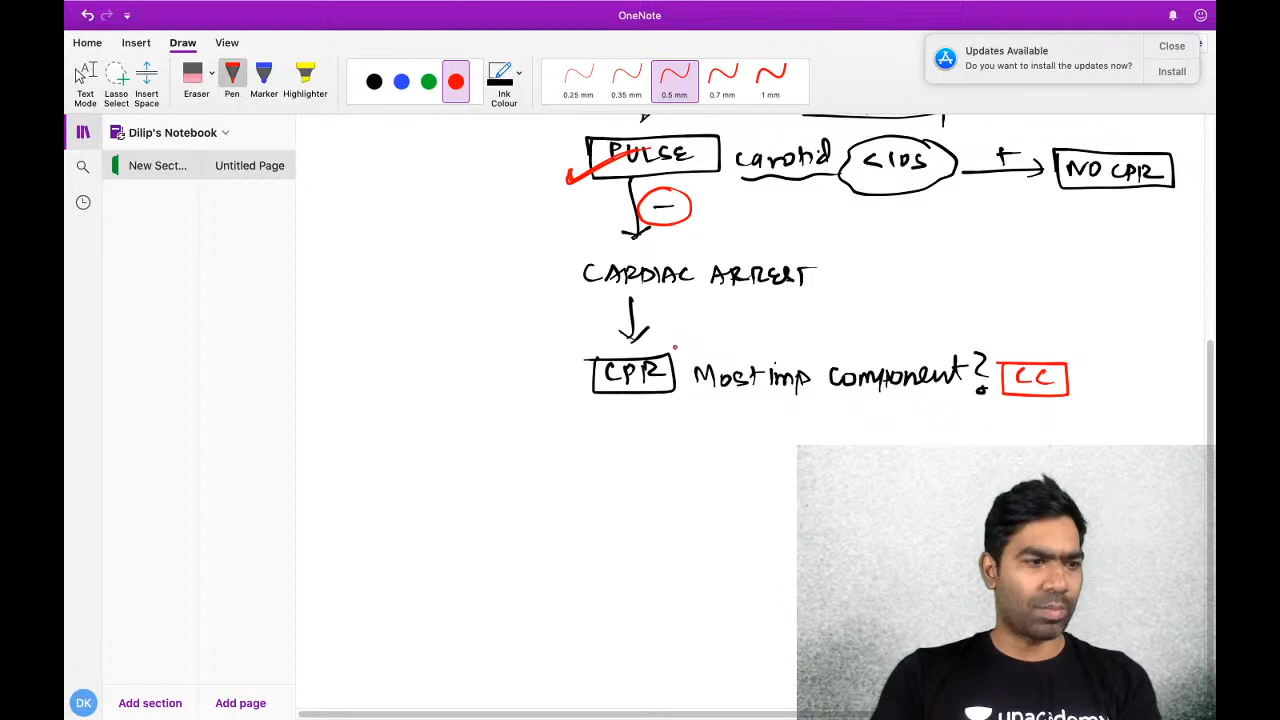 OneNote
Home Insert Draw View
Updates Available
Do you want to install the updates now?
Close
Install
Text Mode
Lasso Select
Insert Space
Eraser
Pen
Marker
Highlighter
0.25 mm
0.35 mm
0.5 mm
0.7 mm
1 mm
Ink Colour
Dilip's Notebook
New Sect...
Untitled Page
PULSE carotid <10s + NO CPR
−
CARDIAC ARREST
CPR Most imp component? CC
unacademy
DK
Add section
Add page